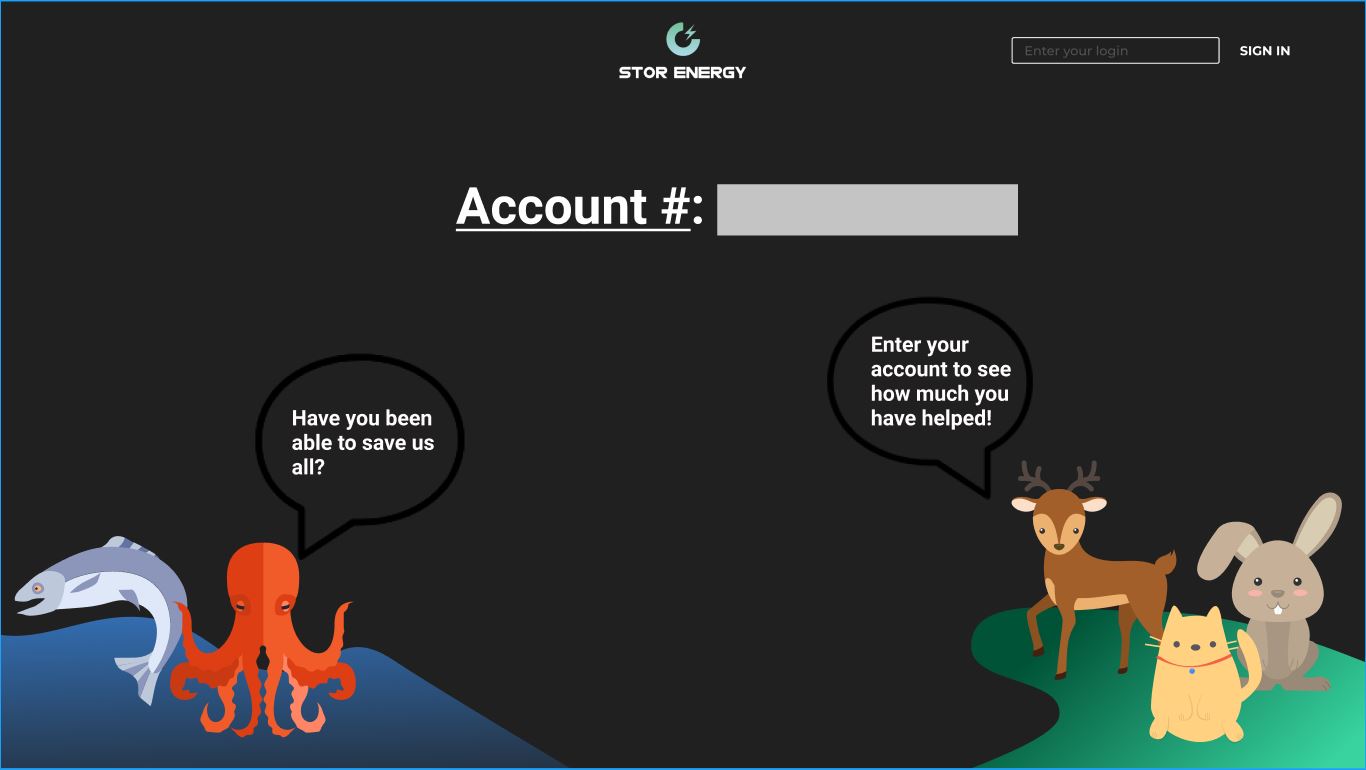 STOR ENERGY
Enter your login
SIGN IN
Account #:
Enter your
account to see
how much you
have helped!
Have you been
able to save us
all?